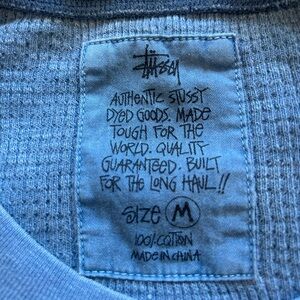 Stüssy
AUTHENTIC STUSSY
DYED GOODS. MADE
TOUGH FOR THE
WORLD. QUALITY
GUARANTEED. BUILT
FOR THE LONG HAUL!!
SIZE M
100% COTTON
MADE IN CHINA